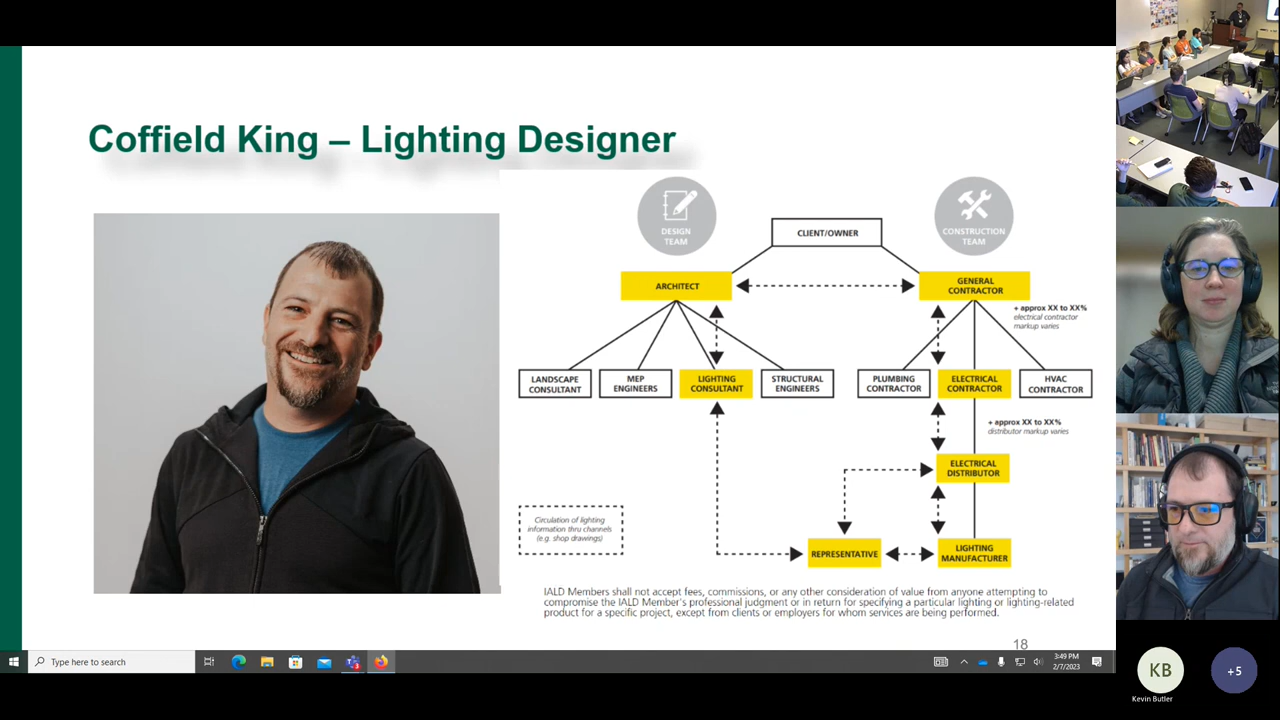 Coffield King – Lighting Designer
DESIGN
TEAM
CLIENT/OWNER
CONSTRUCTION
TEAM
ARCHITECT
GENERAL
CONTRACTOR
+ approx XX to XX%
electrical contractor
markup varies
LANDSCAPE
CONSULTANT
MEP
ENGINEERS
LIGHTING
CONSULTANT
STRUCTURAL
ENGINEERS
PLUMBING
CONTRACTOR
ELECTRICAL
CONTRACTOR
HVAC
CONTRACTOR
+ approx XX to XX%
distributor markup varies
ELECTRICAL
DISTRIBUTOR
Circulation of lighting
information thru channels
(e.g. shop drawings)
REPRESENTATIVE
LIGHTING
MANUFACTURER
IALD Members shall not accept fees, commissions, or any other consideration of value from anyone attempting to
compromise the IALD Member's professional judgment or in return for specifying a particular lighting or lighting-related
product for a specific project, except from clients or employers for whom services are being performed.
18
Type here to search
3:49 PM
2/7/2023
KB
Kevin Butler
+5